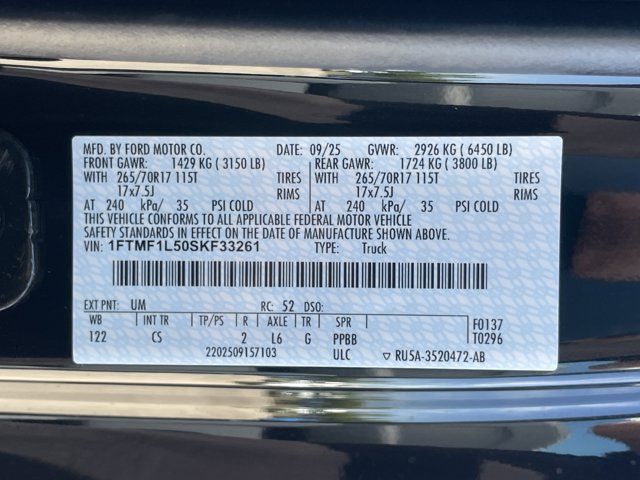 MFD. BY FORD MOTOR CO. DATE: 09/25 GVWR: 2926 KG ( 6450 LB)
FRONT GAWR: 1429 KG ( 3150 LB) REAR GAWR: 1724 KG ( 3800 LB)
WITH 265/70R17 115T TIRES WITH 265/70R17 115T TIRES
17x7.5J RIMS 17x7.5J RIMS
AT 240 kPa/ 35 PSI COLD AT 240 kPa/ 35 PSI COLD
THIS VEHICLE CONFORMS TO ALL APPLICABLE FEDERAL MOTOR VEHICLE
SAFETY STANDARDS IN EFFECT ON THE DATE OF MANUFACTURE SHOWN ABOVE.
VIN: 1FTMF1L50SKF33261 TYPE: Truck
EXT PNT: UM RC: 52 DSO:
WB INT TR TP/PS R AXLE TR SPR F0137
122 CS 2 L6 G PPBB T0296
2202509157103 ULC ▽ RU5A-3520472-AB